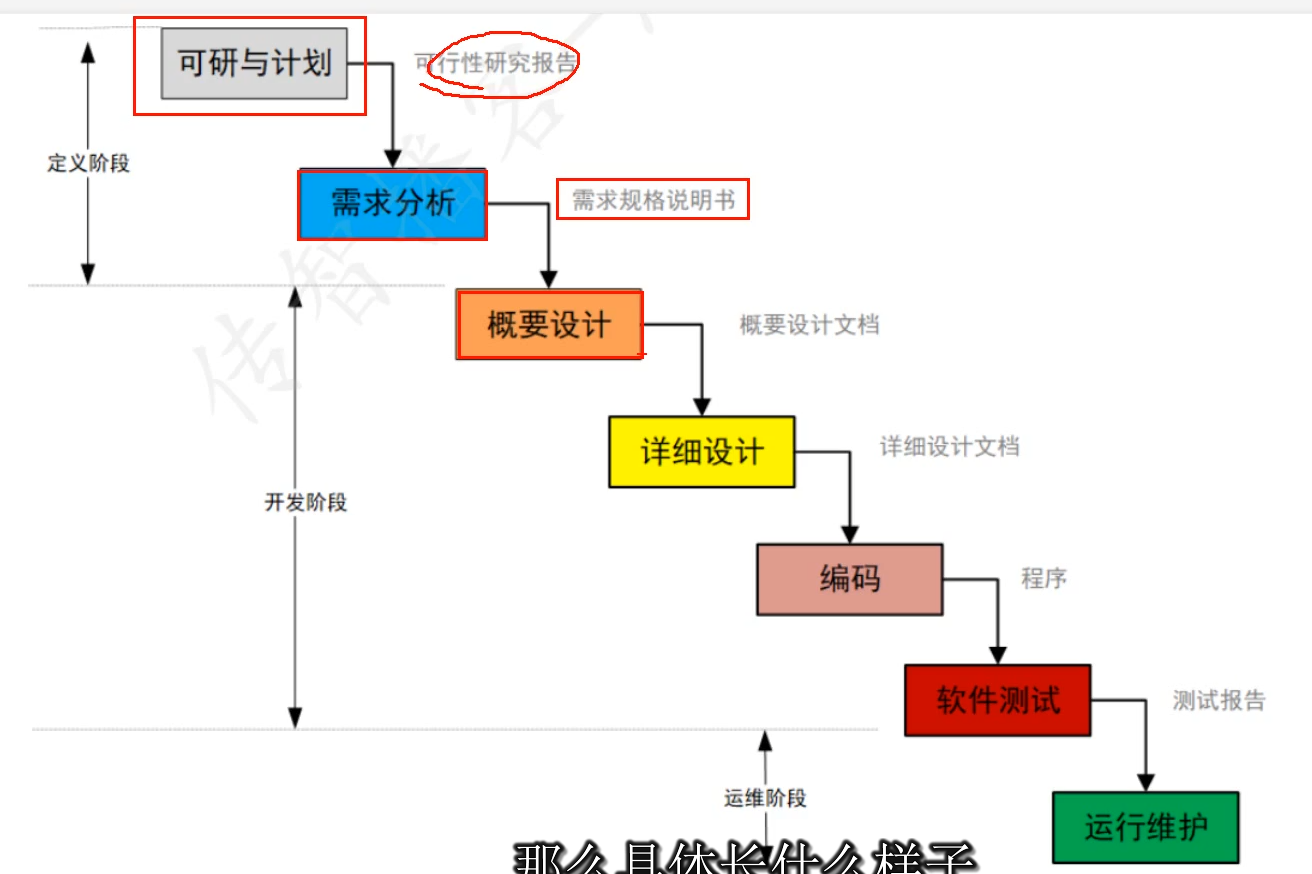 可研与计划
可行性研究报告
定义阶段
需求分析
需求规格说明书
概要设计
概要设计文档
详细设计
详细设计文档
开发阶段
编码
程序
软件测试
测试报告
运维阶段
运行维护
那么具体长什么样子
传智播客